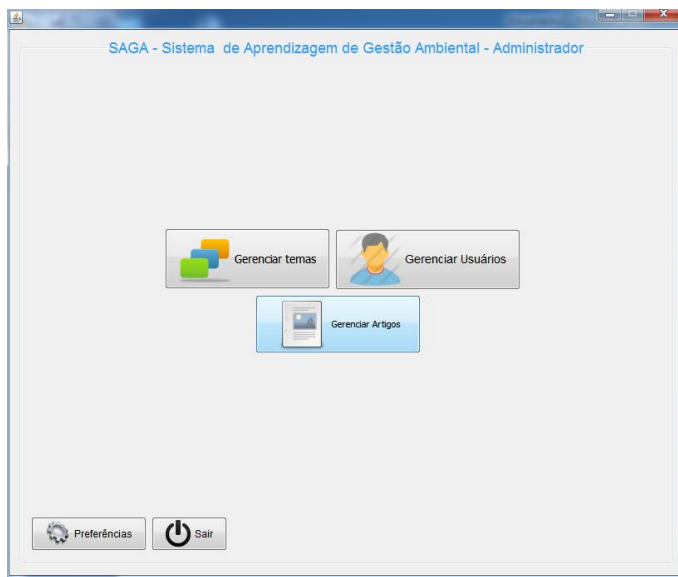 SAGA - Sistema de Aprendizagem de Gestão Ambiental - Administrador
Gerenciar temas
Gerenciar Usuários
Gerenciar Artigos
Preferências
Sair